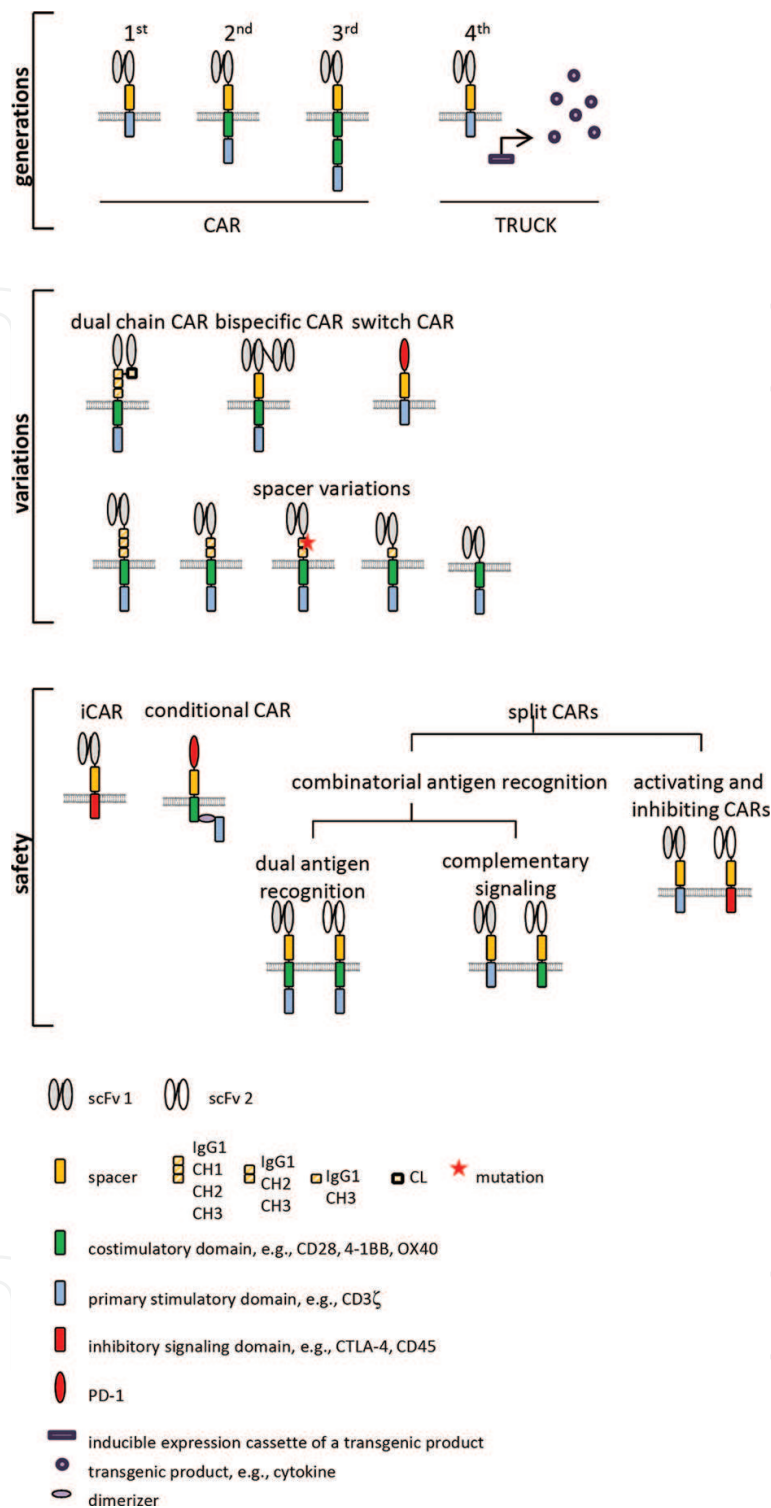 generations
1st 2nd 3rd 4th
CAR TRUCK
variations
dual chain CAR bispecific CAR switch CAR
spacer variations
safety
iCAR conditional CAR split CARs
combinatorial antigen recognition
activating and
inhibiting CARs
dual antigen
recognition
complementary
signaling
scFv 1 scFv 2
spacer
IgG1
CH1
CH2
CH3
IgG1
CH2
CH3
IgG1
CH3
CL
mutation
costimulatory domain, e.g., CD28, 4-1BB, OX40
primary stimulatory domain, e.g., CD3ζ
inhibitory signaling domain, e.g., CTLA-4, CD45
PD-1
inducible expression cassette of a transgenic product
transgenic product, e.g., cytokine
dimerizer